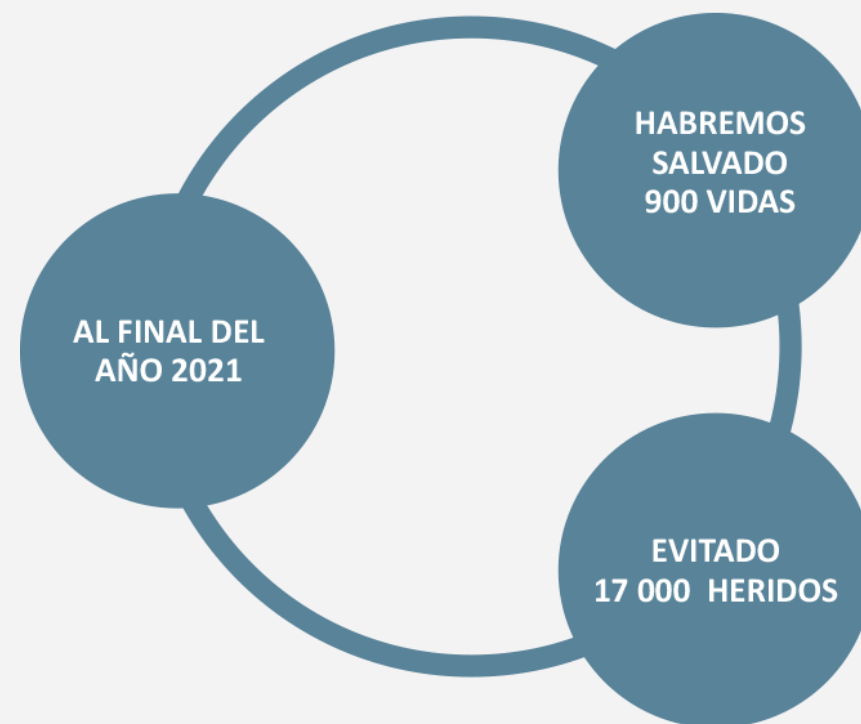 AL FINAL DEL
AÑO 2021
HABREMOS
SALVADO
900 VIDAS
EVITADO
17 000  HERIDOS